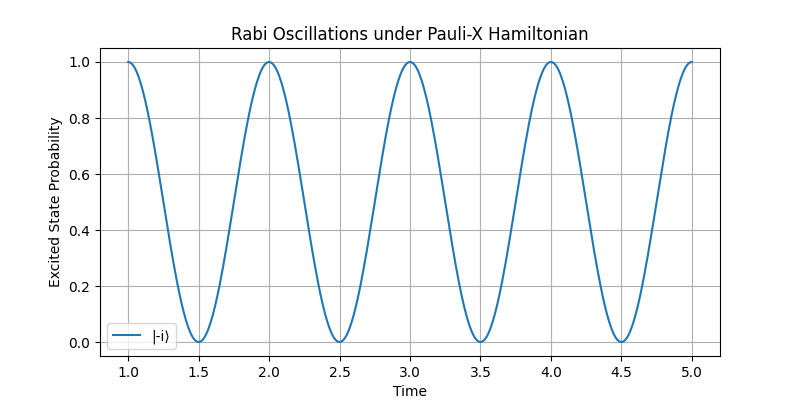 Rabi Oscillations under Pauli-X Hamiltonian
Excited State Probability
1.0
0.8
0.6
0.4
0.2
0.0
|-i⟩
1.0 1.5 2.0 2.5 3.0 3.5 4.0 4.5 5.0
Time